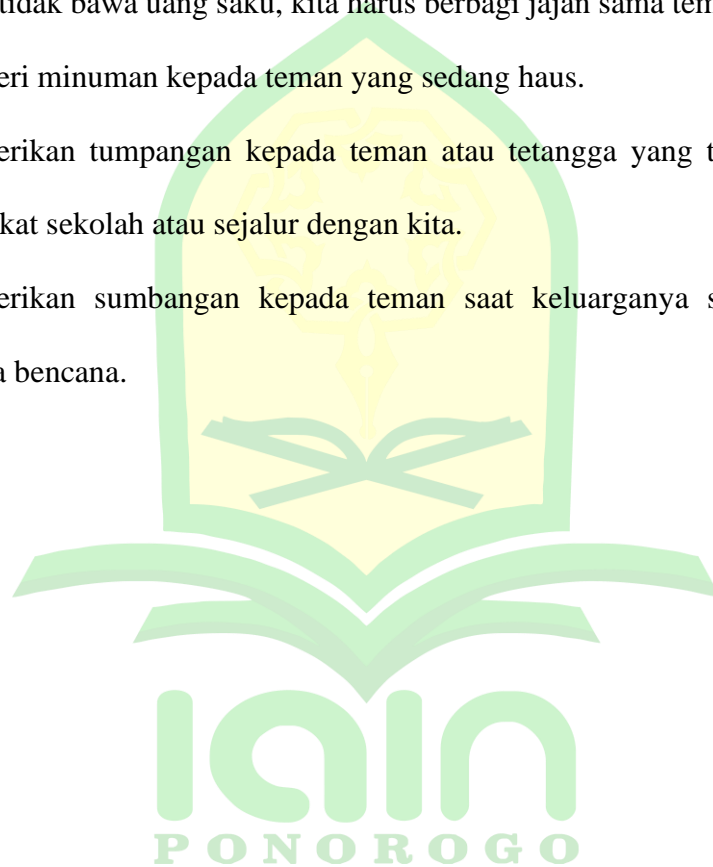 tidak bawa uang saku, kita harus berbagi jajan sama tem
eri minuman kepada teman yang sedang haus.
erikan tumpangan kepada teman atau tetangga yang t
kat sekolah atau sejalur dengan kita.
erikan sumbangan kepada teman saat keluarganya s
a bencana.
iain
PONOROGO